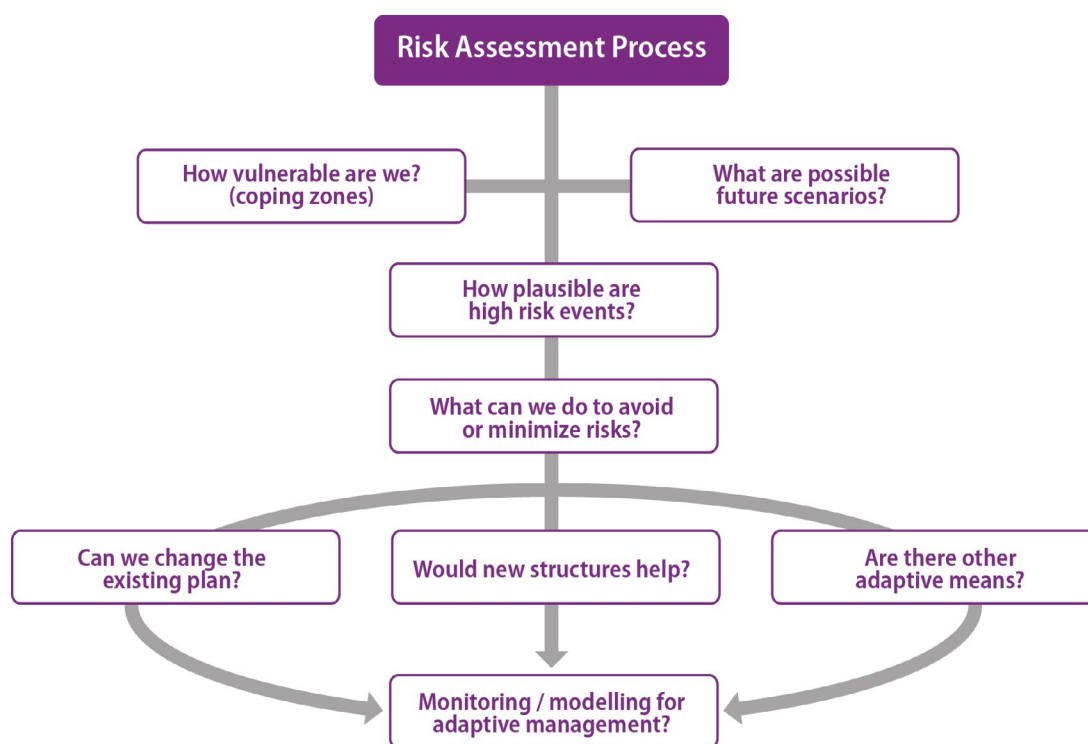 Risk Assessment Process
How vulnerable are we?
(coping zones)
What are possible
future scenarios?
How plausible are
high risk events?
What can we do to avoid
or minimize risks?
Can we change the
existing plan?
Would new structures help?
Are there other
adaptive means?
Monitoring / modelling for
adaptive management?